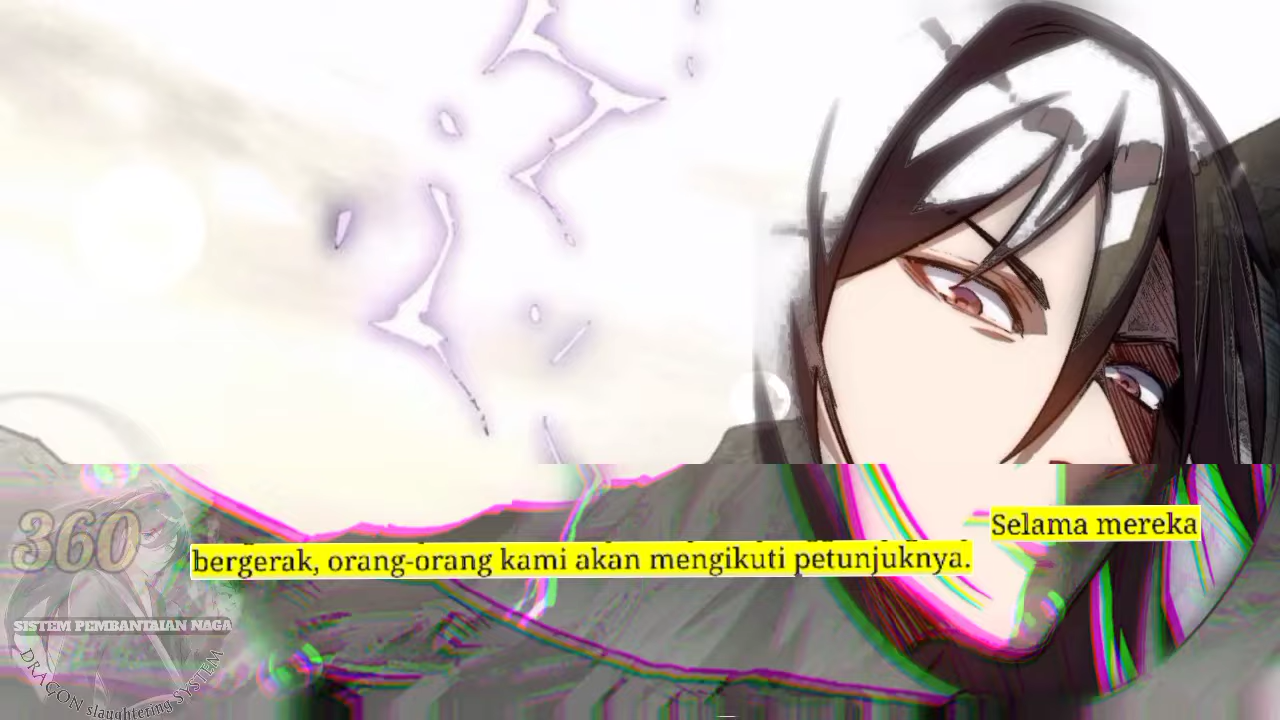 Selama mereka
bergerak, orang-orang kami akan mengikuti petunjuknya.
360
SISTEM PEMBANTAIAN NAGA
DRAGON slaughtering SYSTEM